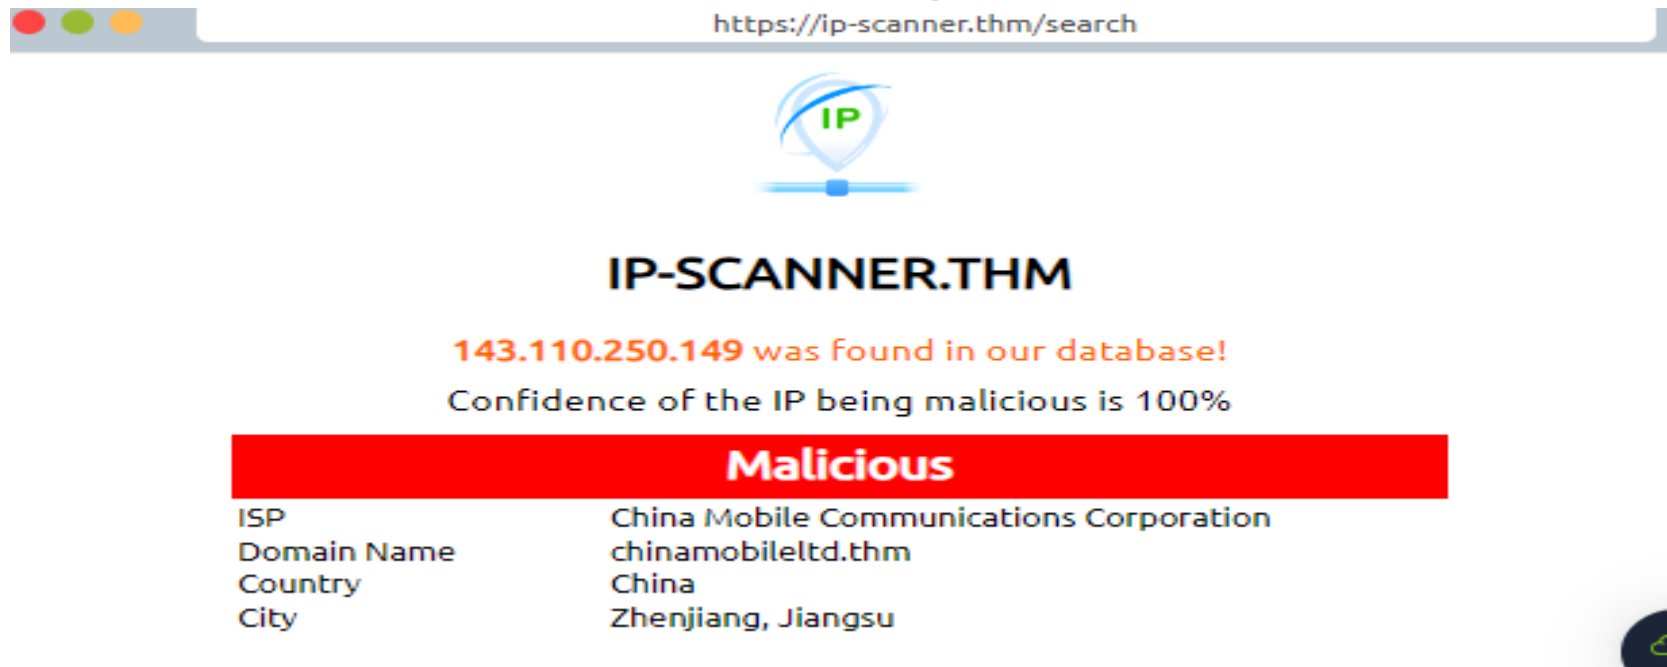 https://ip-scanner.thm/search
IP
IP-SCANNER.THM
143.110.250.149 was found in our database!
Confidence of the IP being malicious is 100%
Malicious
ISP China Mobile Communications Corporation
Domain Name chinamobileltd.thm
Country China
City Zhenjiang, Jiangsu